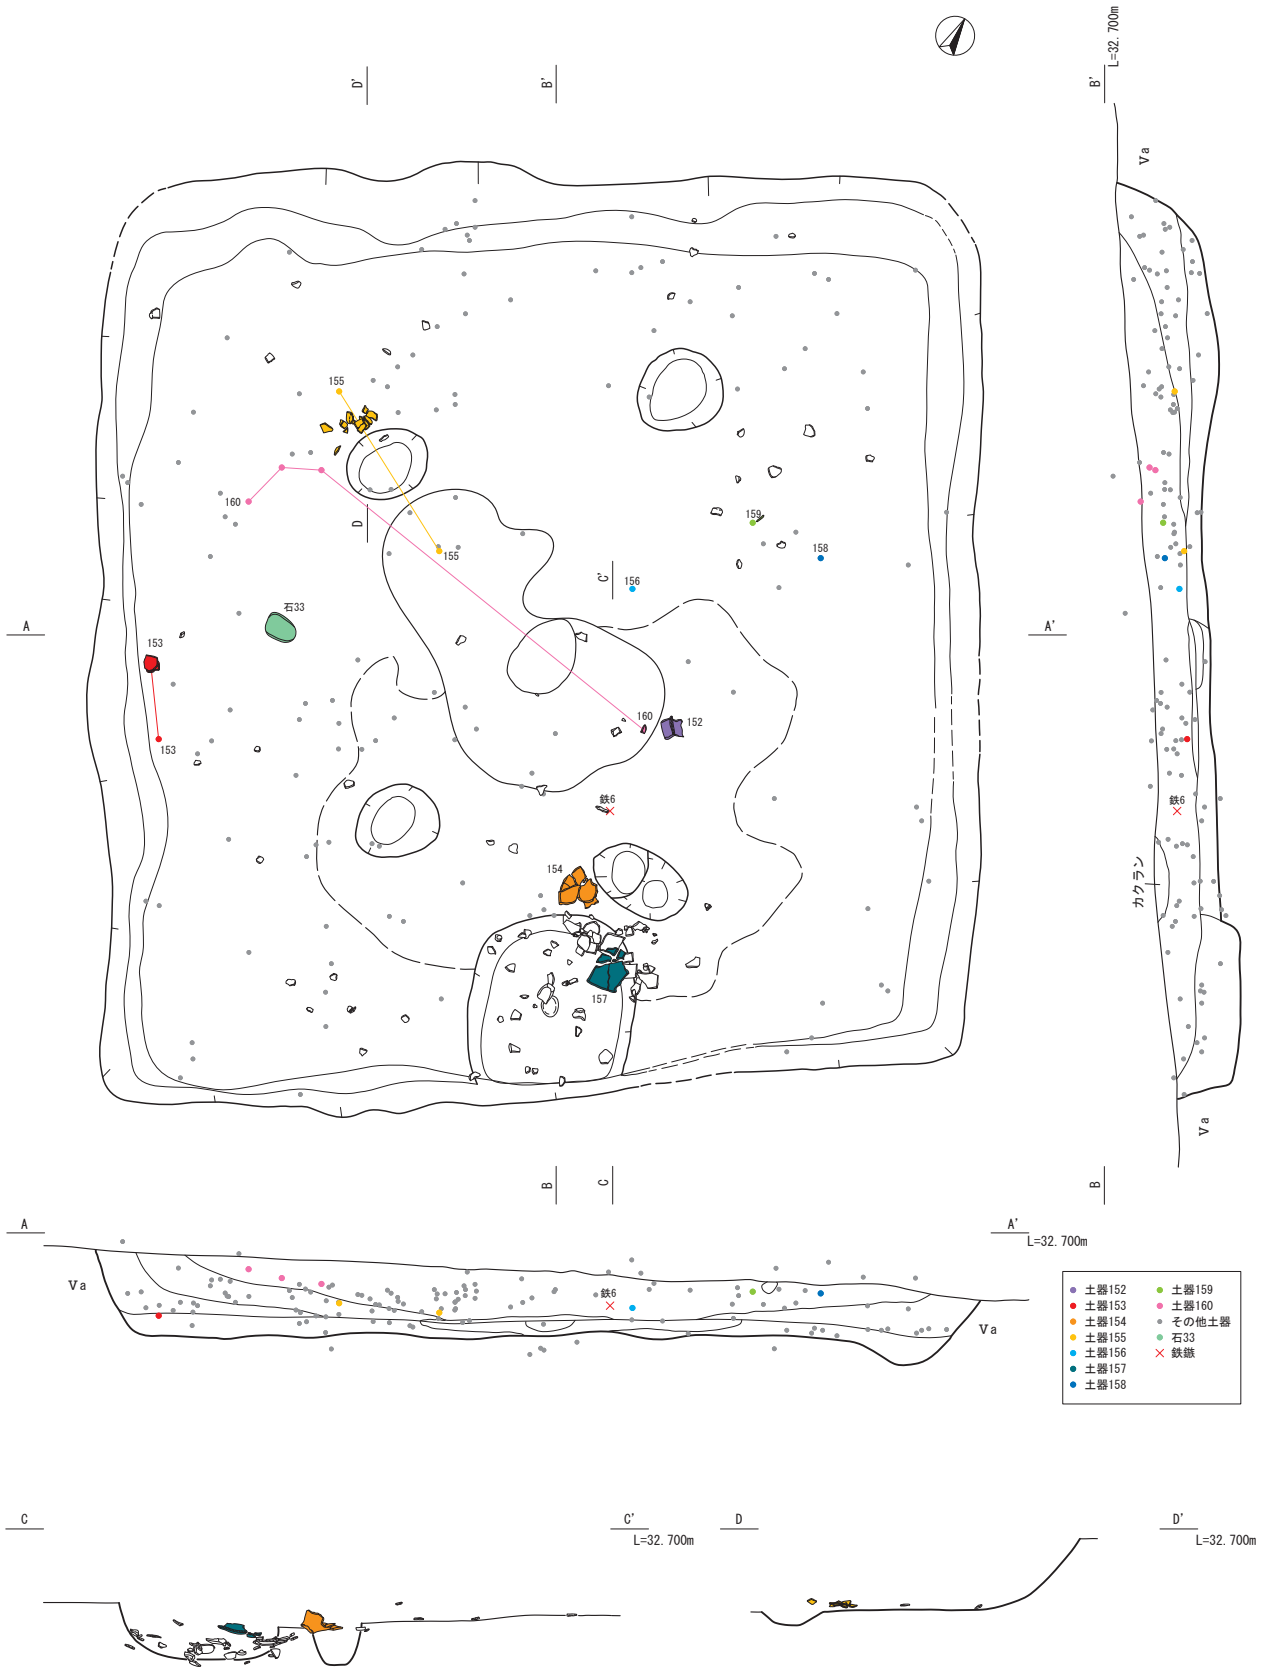 D'
B'
B'
L=32.700m
Ⅴa
155
160
D
155
159
158
C'
156
石33
A
A'
153
153
160
152
鉄6
鉄6
154
カクラン
157
Ⅴa
B
C
B
A
A'
L=32.700m
Ⅴa
鉄6
Ⅴa
土器152
土器153
土器154
土器155
土器156
土器157
土器158
土器159
土器160
その他土器
石33
鉄鏃
C
C'
L=32.700m
D
D'
L=32.700m